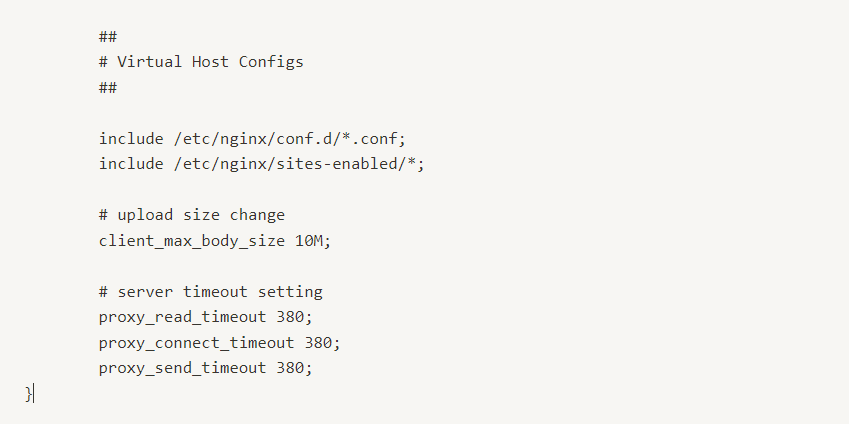 ##
# Virtual Host Configs
##
include /etc/nginx/conf.d/*.conf;
include /etc/nginx/sites-enabled/*;
# upload size change
client_max_body_size 10M;
# server timeout setting
proxy_read_timeout 380;
proxy_connect_timeout 380;
proxy_send_timeout 380;
}